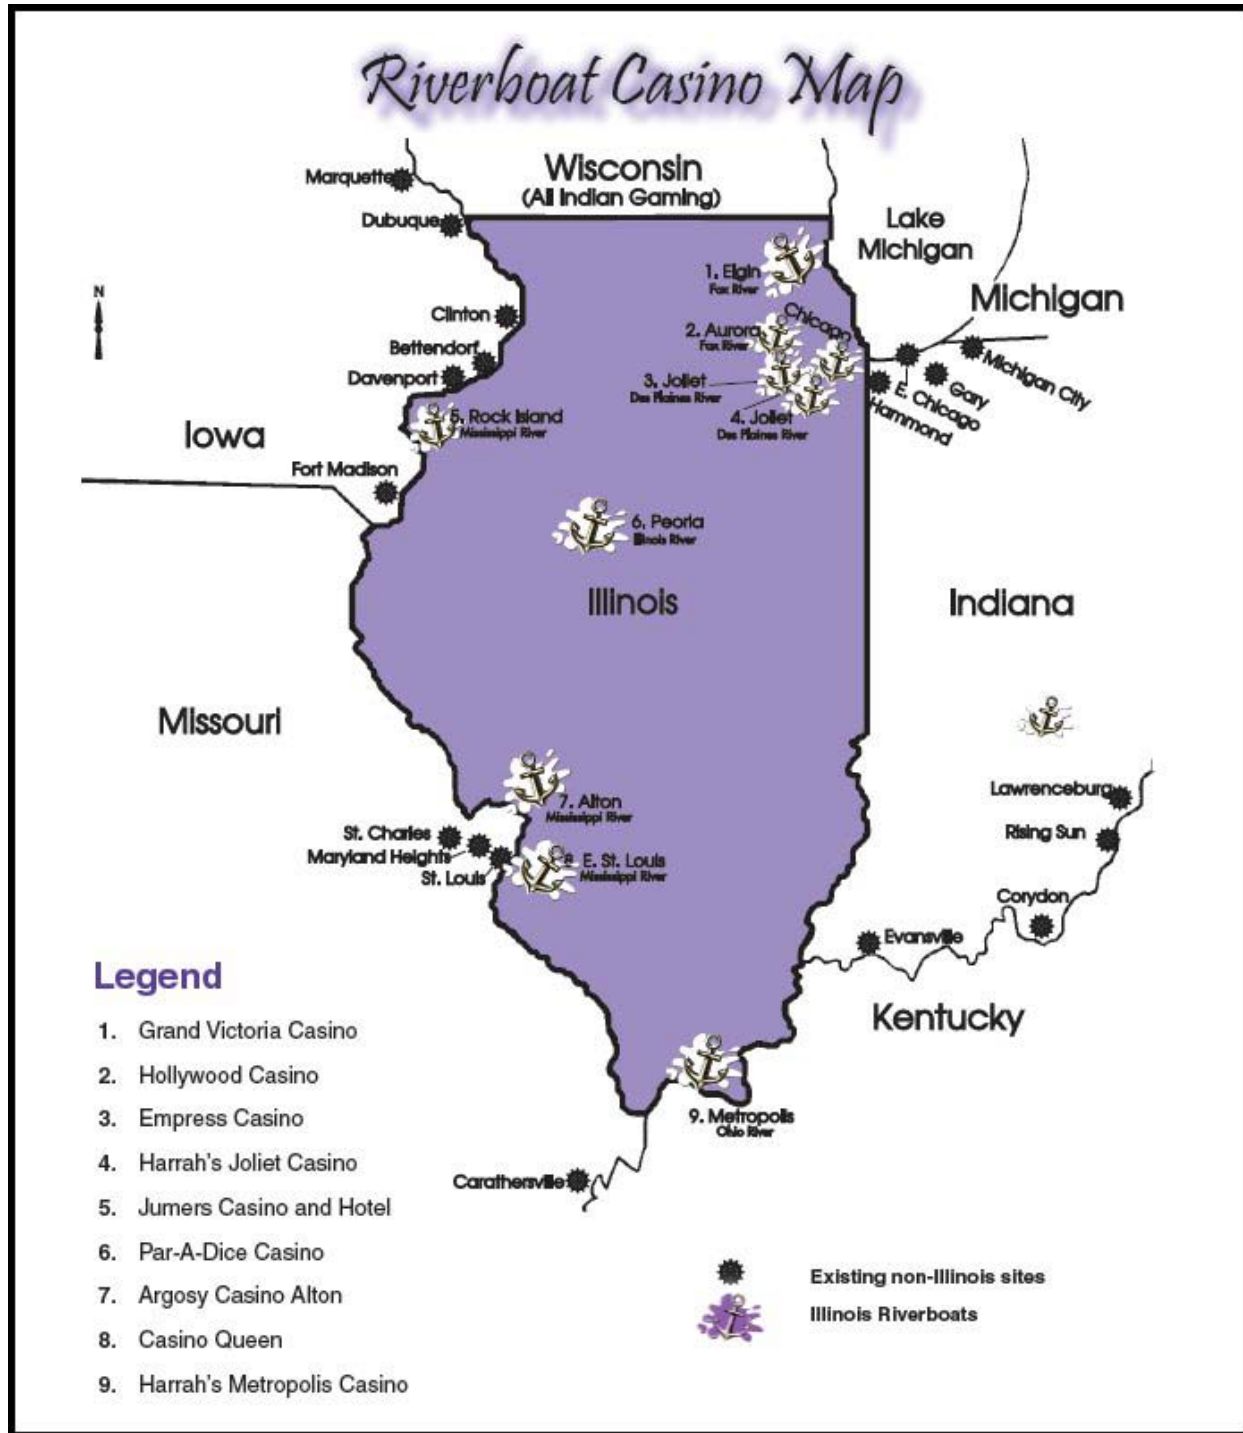 Riverboat Casino Map
Wisconsin
(All Indian Gaming)
Marquette
Dubuque
Lake
Michigan
1. Elgin
Fox River
N
Michigan
Clinton
Chicago
2. Aurora
Fox River
Bettendorf
Davenport
3. Joliet
Des Plaines River
Michigan City
Gary
E. Chicago
Hammond
4. Joliet
Des Plaines River
5. Rock Island
Mississippi River
Iowa
Fort Madison
6. Peoria
Illinois River
Illinois
Indiana
Missouri
Lawrenceburg
7. Alton
Mississippi River
St. Charles
Rising Sun
Maryland Heights
8 E. St. Louis
Mississippi River
St. Louis
Corydon
Evansville
Kentucky
Legend
1. Grand Victoria Casino
2. Hollywood Casino
3. Empress Casino
4. Harrah's Joliet Casino
5. Jumers Casino and Hotel
6. Par-A-Dice Casino
7. Argosy Casino Alton
8. Casino Queen
9. Harrah's Metropolis Casino
9. Metropolis
Ohio River
Carathersville
Existing non-Illinois sites
Illinois Riverboats